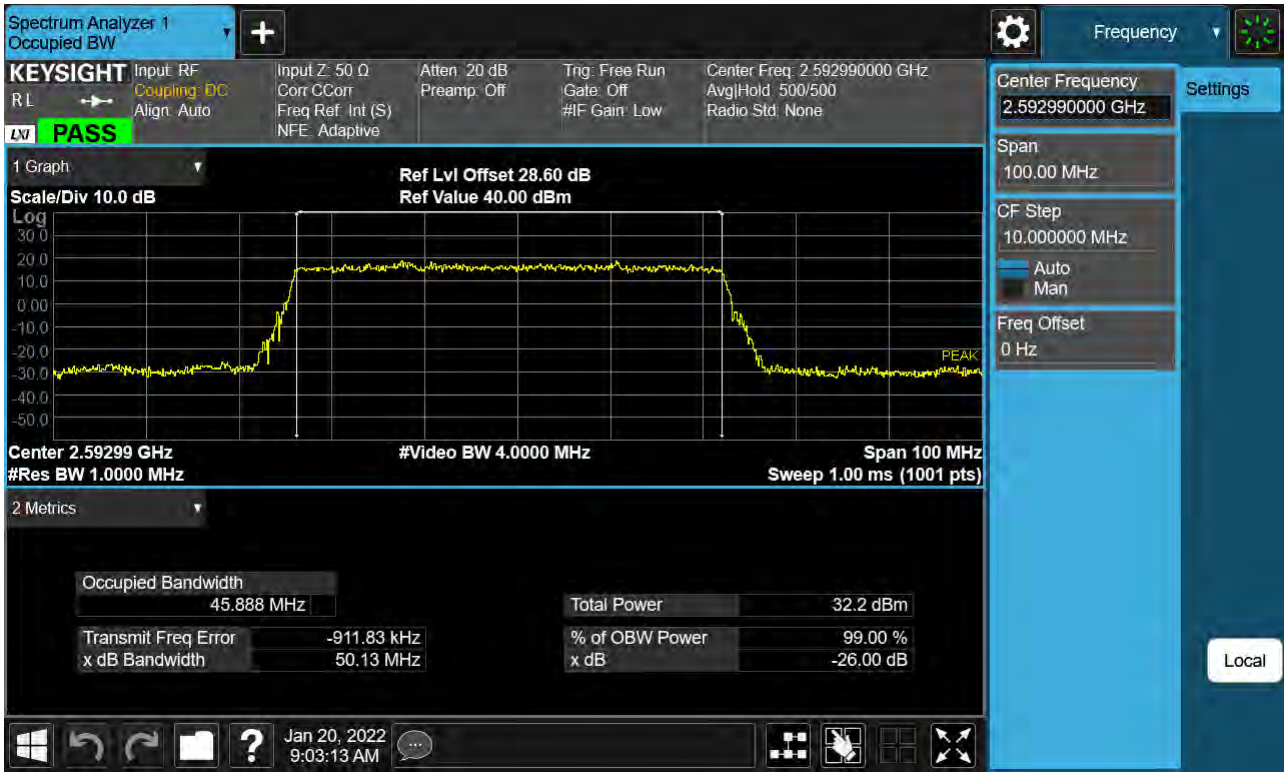 Spectrum Analyzer 1
Occupied BW
Frequency
KEYSIGHT
RL
LXI
PASS
Input: RF
Coupling: DC
Align: Auto
Input Z: 50 Ω
Corr CCorr
Freq Ref: Int (S)
NFE: Adaptive
Atten: 20 dB
Preamp: Off
Trig: Free Run
Gate: Off
#IF Gain: Low
Center Freq: 2.592990000 GHz
Avg|Hold: 500/500
Radio Std: None
Center Frequency
2.592990000 GHz
Settings
Span
100.00 MHz
CF Step
10.000000 MHz
Auto
Man
Freq Offset
0 Hz
Local
1 Graph
Scale/Div 10.0 dB
Ref Lvl Offset 28.60 dB
Ref Value 40.00 dBm
Log
30.0
20.0
10.0
0.00
-10.0
-20.0
-30.0
-40.0
-50.0
PEAK
Center 2.59299 GHz
#Video BW 4.0000 MHz
Span 100 MHz
#Res BW 1.0000 MHz
Sweep 1.00 ms (1001 pts)
2 Metrics
Occupied Bandwidth
45.888 MHz
Transmit Freq Error -911.83 kHz
x dB Bandwidth 50.13 MHz
Total Power 32.2 dBm
% of OBW Power 99.00 %
x dB -26.00 dB
Jan 20, 2022
9:03:13 AM